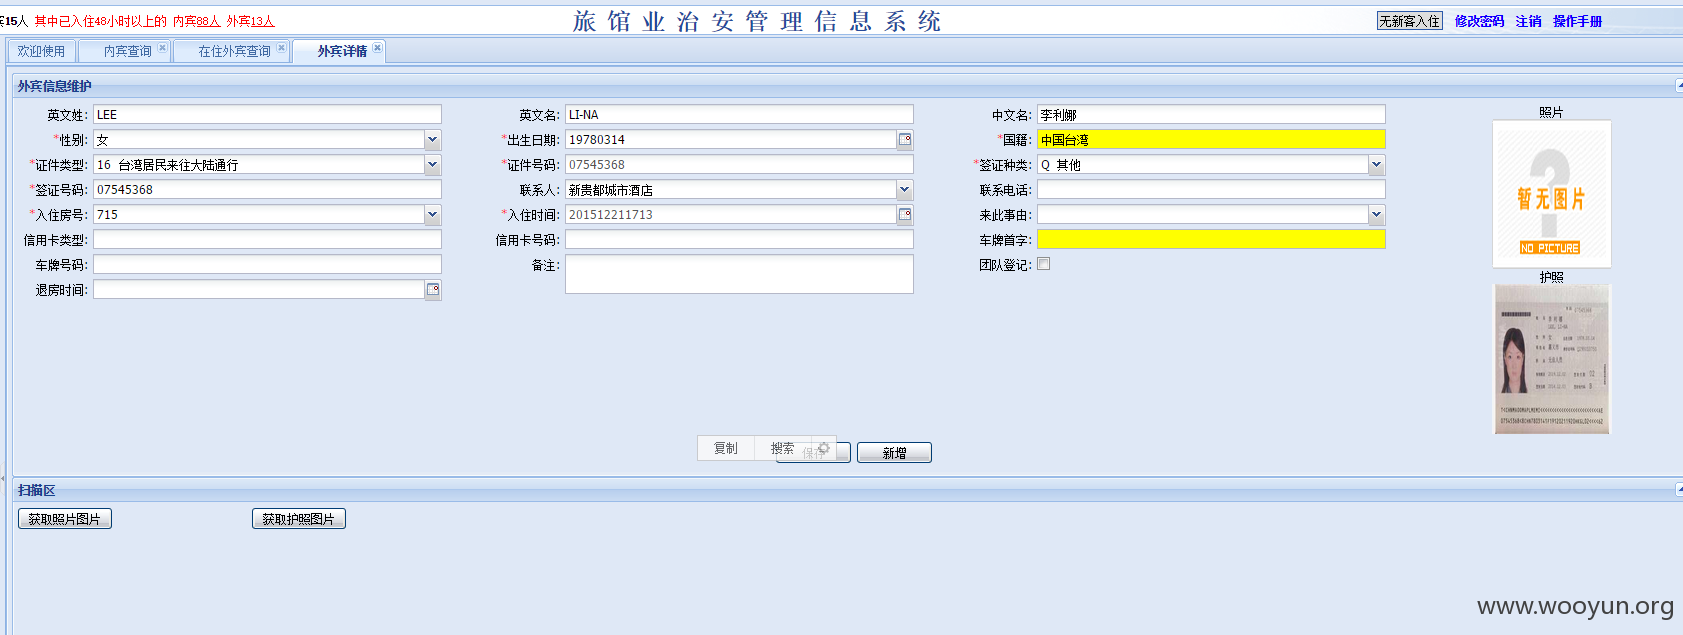 宾15人 其中已入住48小时以上的 内宾88人 外宾13人
旅馆业治安管理信息系统
无新客入住 修改密码 注销 操作手册
欢迎使用 内宾查询 在住外宾查询 外宾详情
外宾信息维护
英文姓: LEE 英文名: LI-NA 中文名: 李利娜 照片
*性别: 女 *出生日期: 19780314 *国籍: 中国台湾
*证件类型: 16 台湾居民来往大陆通行 *证件号码: 07545368 *签证种类: Q 其他
*签证号码: 07545368 联系人: 新贵都城市酒店 联系电话:
*入住房号: 715 *入住时间: 201512211713 来此事由:
信用卡类型: 信用卡号码: 车牌首字:
车牌号码: 备注: 团队登记:
退房时间:
暂无图片
NO PICTURE
护照
复制 搜索 保存 新增
扫描区
获取照片图片 获取护照图片
www.wooyun.org